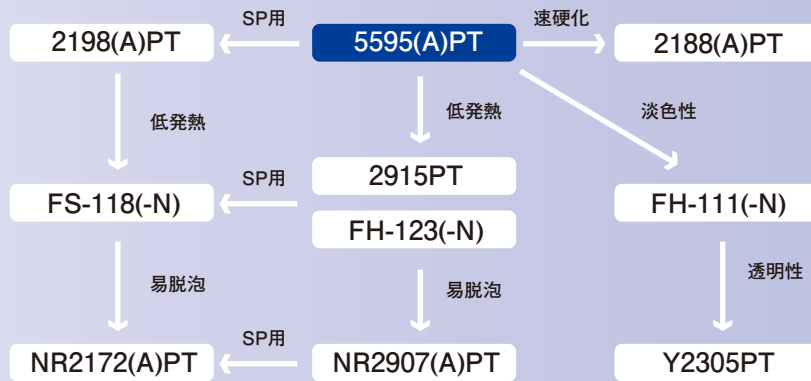 SP用
速硬化
2198(A)PT
5595(A)PT
2188(A)PT
低発熱
低発熱
淡色性
SP用
2915PT
FS-118(-N)
FH-111(-N)
FH-123(-N)
易脱泡
易脱泡
透明性
SP用
NR2172(A)PT
NR2907(A)PT
Y2305PT